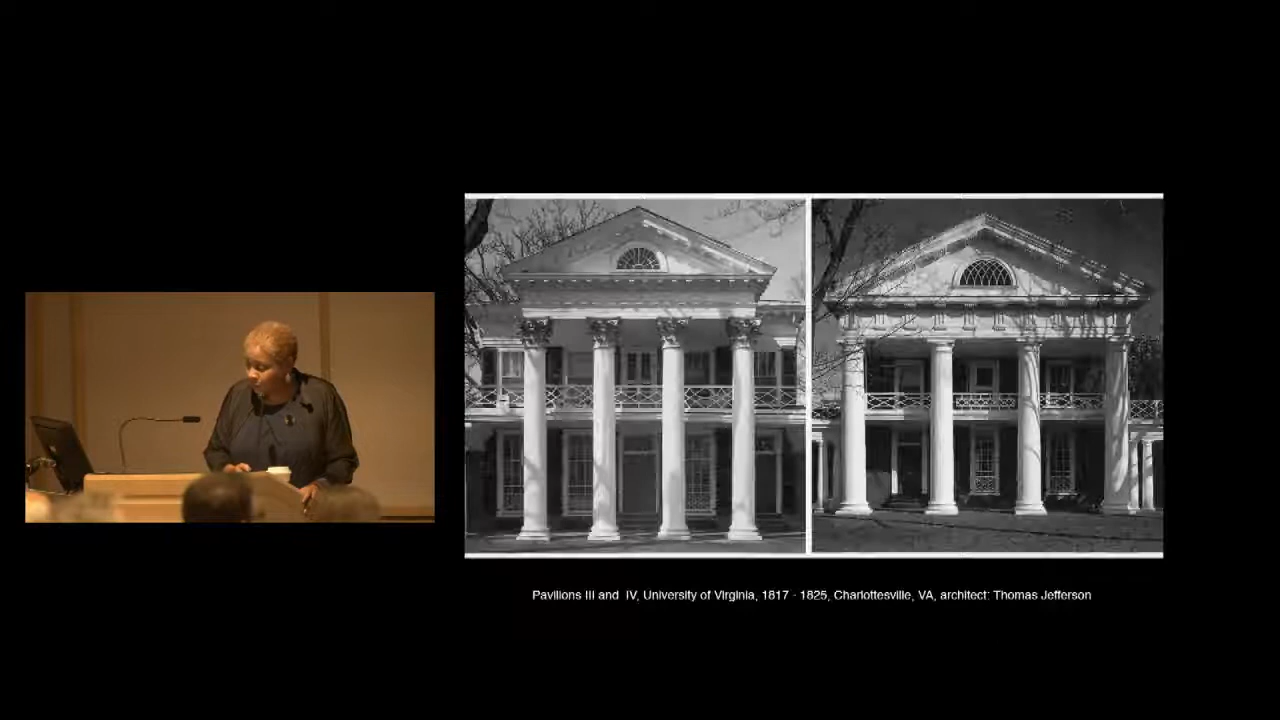 Pavilions III and  IV, University of Virginia, 1817 - 1825, Charlottesville, VA, architect: Thomas Jefferson